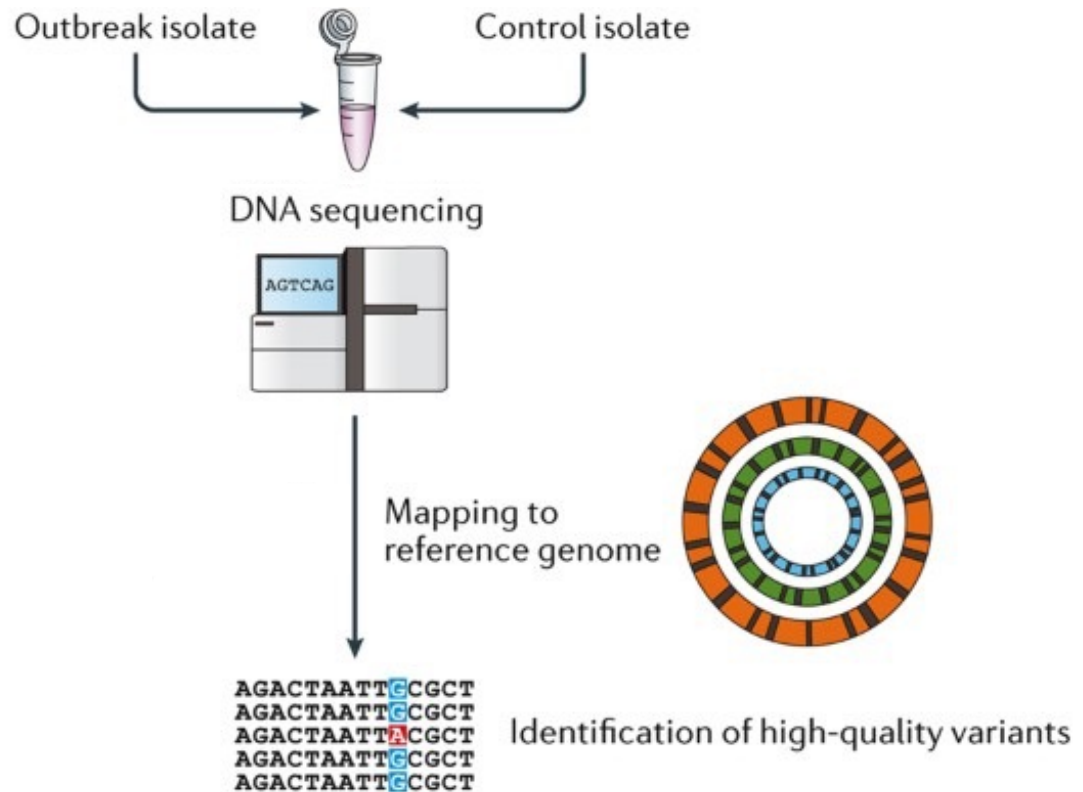 Outbreak isolate
Control isolate
DNA sequencing
AGTCAG
Mapping to
reference genome
AGACTAATTGCGCT
AGACTAATTGCGCT
AGACTAATTACGCT
AGACTAATTGCGCT
AGACTAATTGCGCT
Identification of high-quality variants